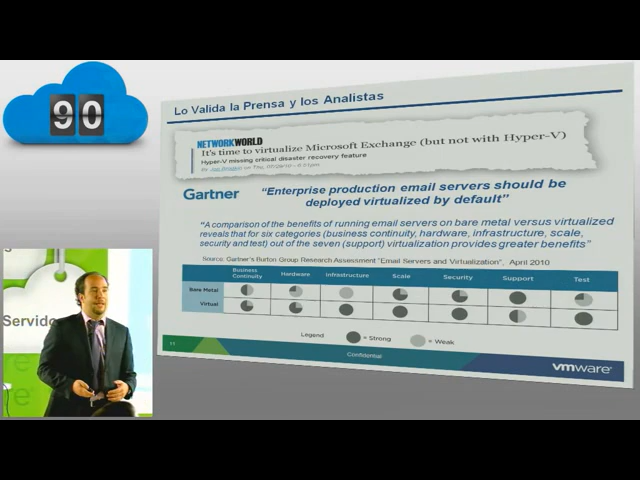 90
Lo Valida la Prensa y los Analistas
NETWORKWORLD
It's time to virtualize Microsoft Exchange (but not with Hyper-V)
Hyper-V missing critical disaster recovery feature
Gartner
“Enterprise production email servers should be
deployed virtualized by default”
“A comparison of the benefits of running email servers on bare metal versus virtualized
reveals that for six categories (business continuity, hardware, infrastructure, scale,
security and test) out of the seven (support) virtualization provides greater benefits”
Source: Gartner's Burton Group Research Assessment “Email Servers and Virtualization”, April 2010
Business Continuity Hardware Infrastructure Scale Security Support Test
Bare Metal
Virtual
Legend = Strong = Weak
11
Confidential
vmware
Servido